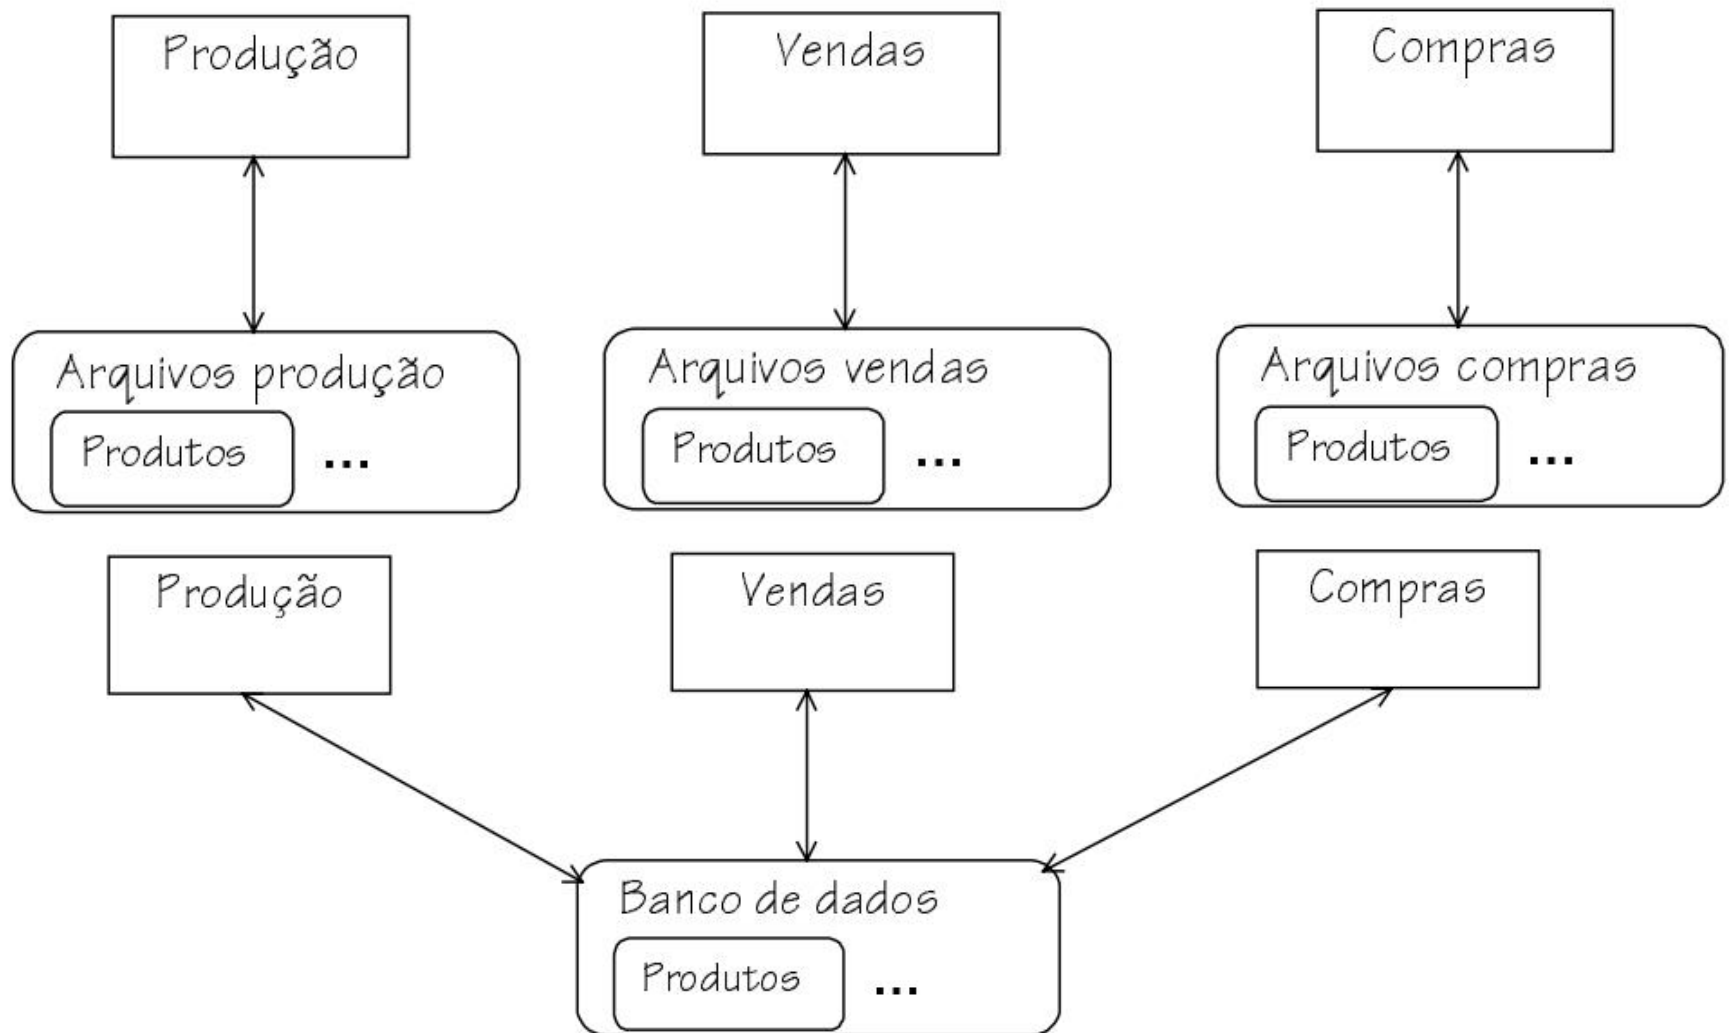 Produção
Vendas
Compras
Arquivos produção
Arquivos vendas
Arquivos compras
Produtos ...
Produtos ...
Produtos ...
Produção
Vendas
Compras
Banco de dados
Produtos ...